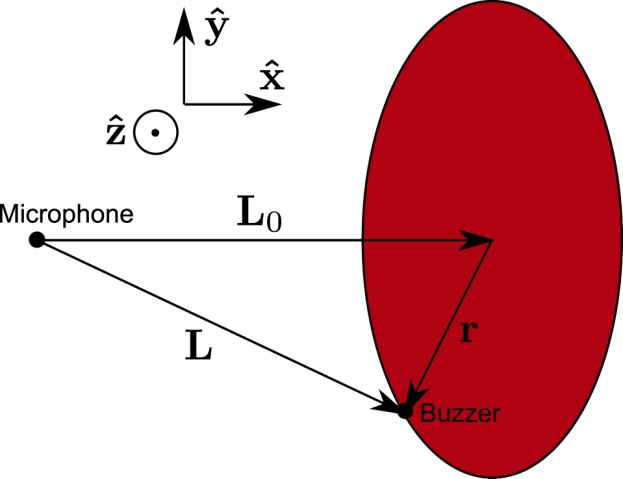 ŷ
x̂
ẑ
Microphone
L₀
L
r
Buzzer